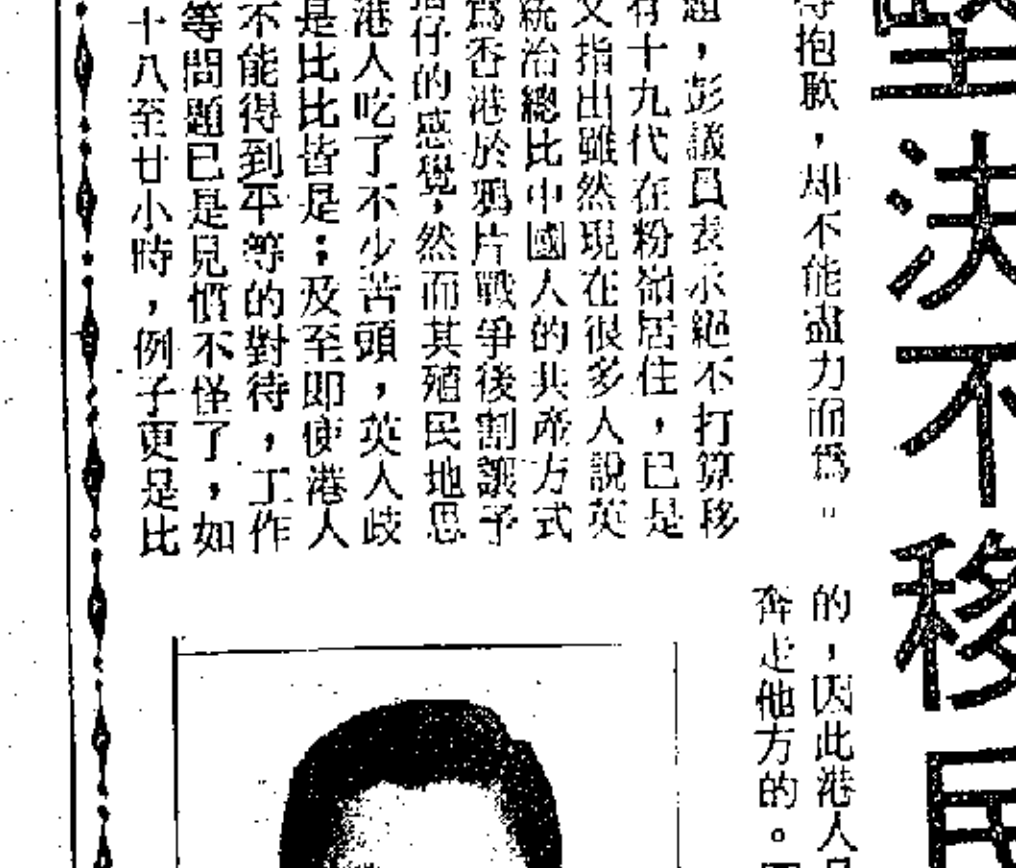 堅決不移民
得抱歉，却不能盡力而爲。
的，因此港人
奔走他方的。
題，彭議員表示絕不打算移
有十九代在粉嶺居住，已是
又指出雖然現在很多人說英
統治總比中國人的共產方式
爲香港於鴉片戰爭後割讓予
仔的感覺，然而其殖民地思
港人吃了不少苦頭，英人歧
是比比皆是；及至即使港人
不能得到平等的對待，工作
等問題已是見慣不怪了，如
十八至廿小時，例子更是比